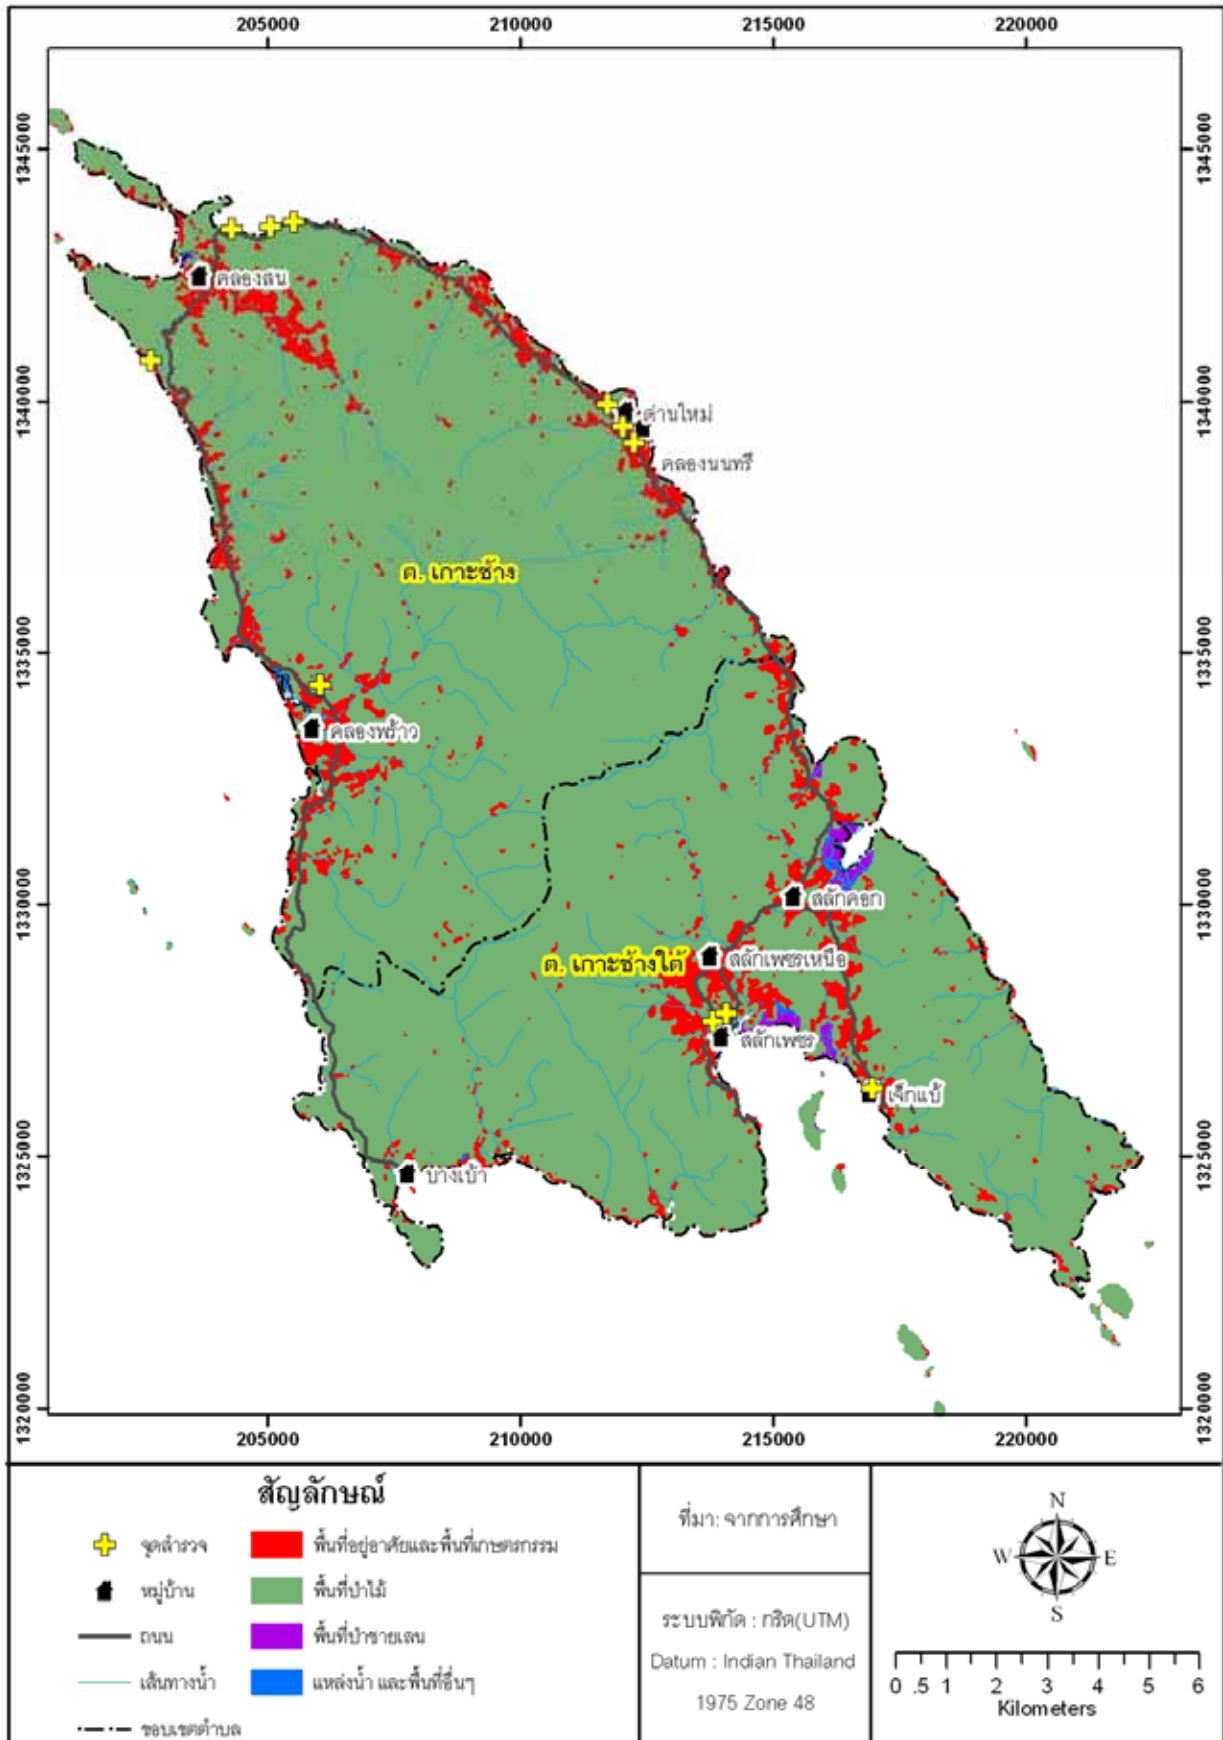 205000 210000 215000 220000
1345000 1345000
คลองสน
1340000 1340000
ด่านใหม่
คลองนนทรี
ต. เกาะช้าง
1335000 1335000
คลองพร้าว
1330000 1330000
สลักคอก
สลักเพชรเหนือ
ต. เกาะช้างใต้
สลักเพชร
เจ็กแบ้
1325000 1325000
บางเบ้า
1320000 1320000
205000 210000 215000 220000
สัญลักษณ์
จุดสำรวจ พื้นที่อยู่อาศัยและพื้นที่เกษตรกรรม
หมู่บ้าน พื้นที่ป่าไม้
ถนน พื้นที่ป่าชายเลน
เส้นทางน้ำ แหล่งน้ำ และพื้นที่อื่นๆ
ขอบเขตตำบล
ที่มา: จากการศึกษา
ระบบพิกัด : กริด(UTM)
Datum : Indian Thailand
1975 Zone 48
N
W E
S
0 .5 1 2 3 4 5 6
Kilometers